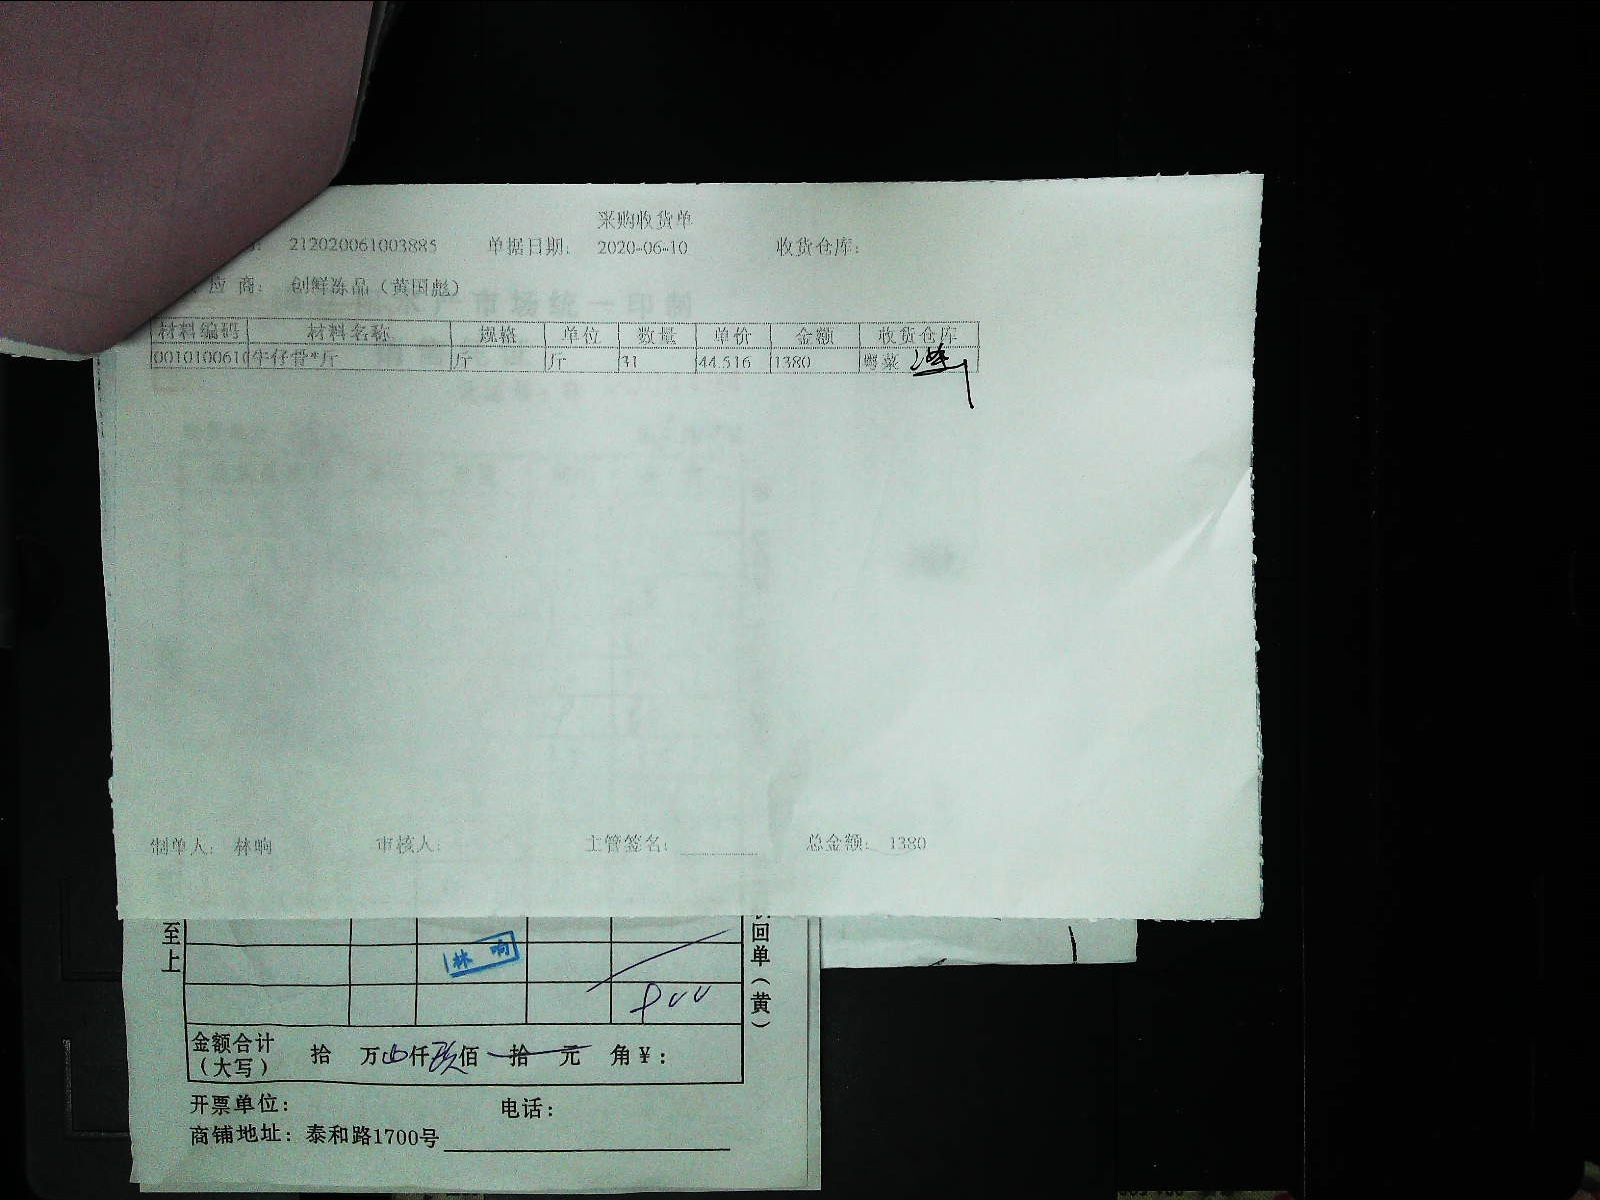 采购收货单
: 212020061003885 单据日期: 2020-06-10 收货仓库:
应 商: 创鲜冻品（黄国彪）
市场统一印制
材料编码 材料名称 规格 单位 数量 单价 金额 收货仓库
0010100610 牛仔骨*斤 斤 斤 31 44.516 1380 粤菜
制单人: 林响 审核人: 主管签名: 总金额: 1380
至上
回单（黄）
林响
金额合计（大写） 拾 万 仟 佰 拾 元 角 ¥:
开票单位: 电话:
商铺地址: 泰和路1700号